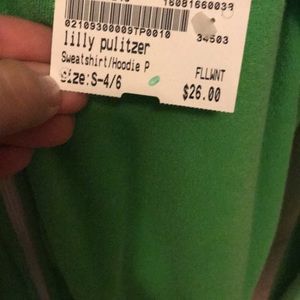 16081660039
02109300009TP0010
34503
lilly pulitzer
Sweatshirt/Hoodie P
size:S-4/6
FLLWNT
$26.00